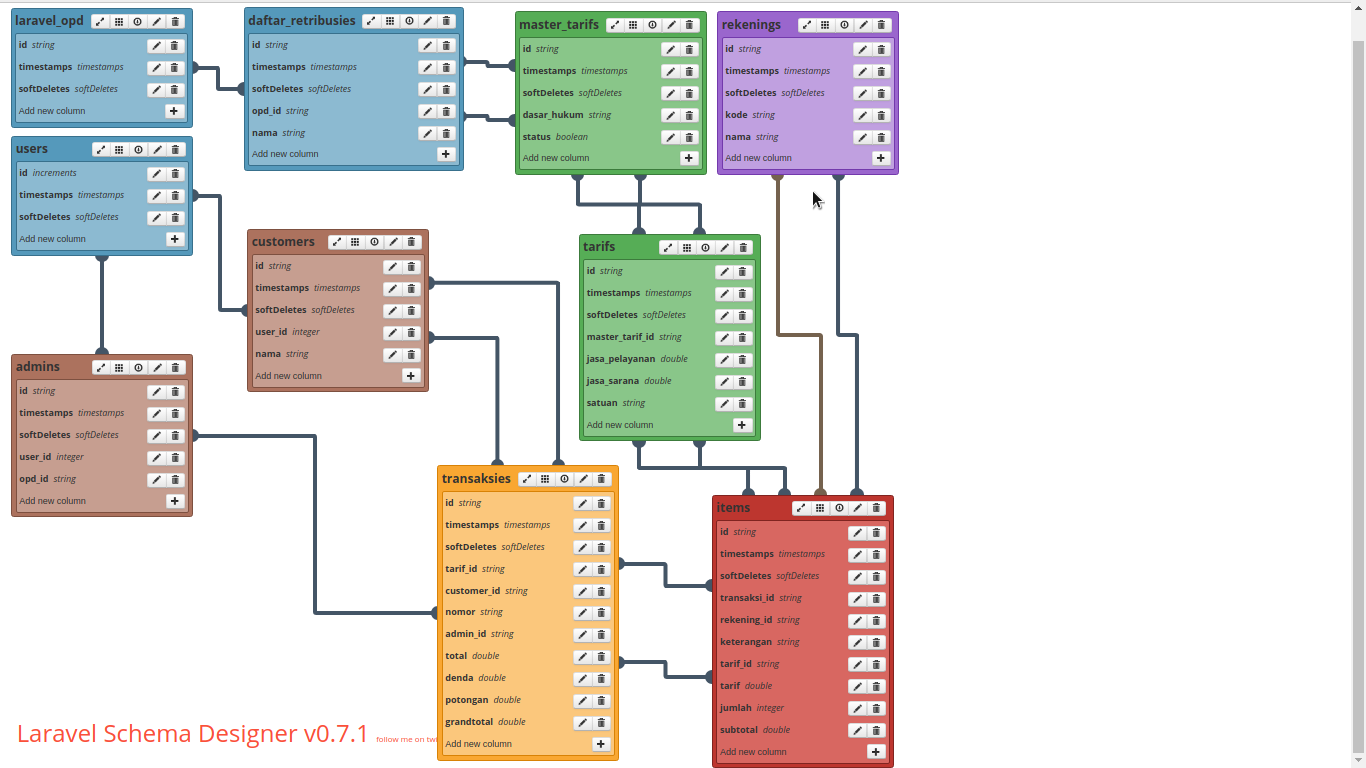 laravel_opd
id string
timestamps timestamps
softDeletes softDeletes
Add new column
daftar_retribusies
id string
timestamps timestamps
softDeletes softDeletes
opd_id string
nama string
Add new column
master_tarifs
id string
timestamps timestamps
softDeletes softDeletes
dasar_hukum string
status boolean
Add new column
rekenings
id string
timestamps timestamps
softDeletes softDeletes
kode string
nama string
Add new column
users
id increments
timestamps timestamps
softDeletes softDeletes
Add new column
customers
id string
timestamps timestamps
softDeletes softDeletes
user_id integer
nama string
Add new column
tarifs
id string
timestamps timestamps
softDeletes softDeletes
master_tarif_id string
jasa_pelayanan double
jasa_sarana double
satuan string
Add new column
admins
id string
timestamps timestamps
softDeletes softDeletes
user_id integer
opd_id string
Add new column
transaksies
id string
timestamps timestamps
softDeletes softDeletes
tarif_id string
customer_id string
nomor string
admin_id string
total double
denda double
potongan double
grandtotal double
Add new column
items
id string
timestamps timestamps
softDeletes softDeletes
transaksi_id string
rekening_id string
keterangan string
tarif_id string
tarif double
jumlah integer
subtotal double
Add new column
Laravel Schema Designer v0.7.1 follow me on